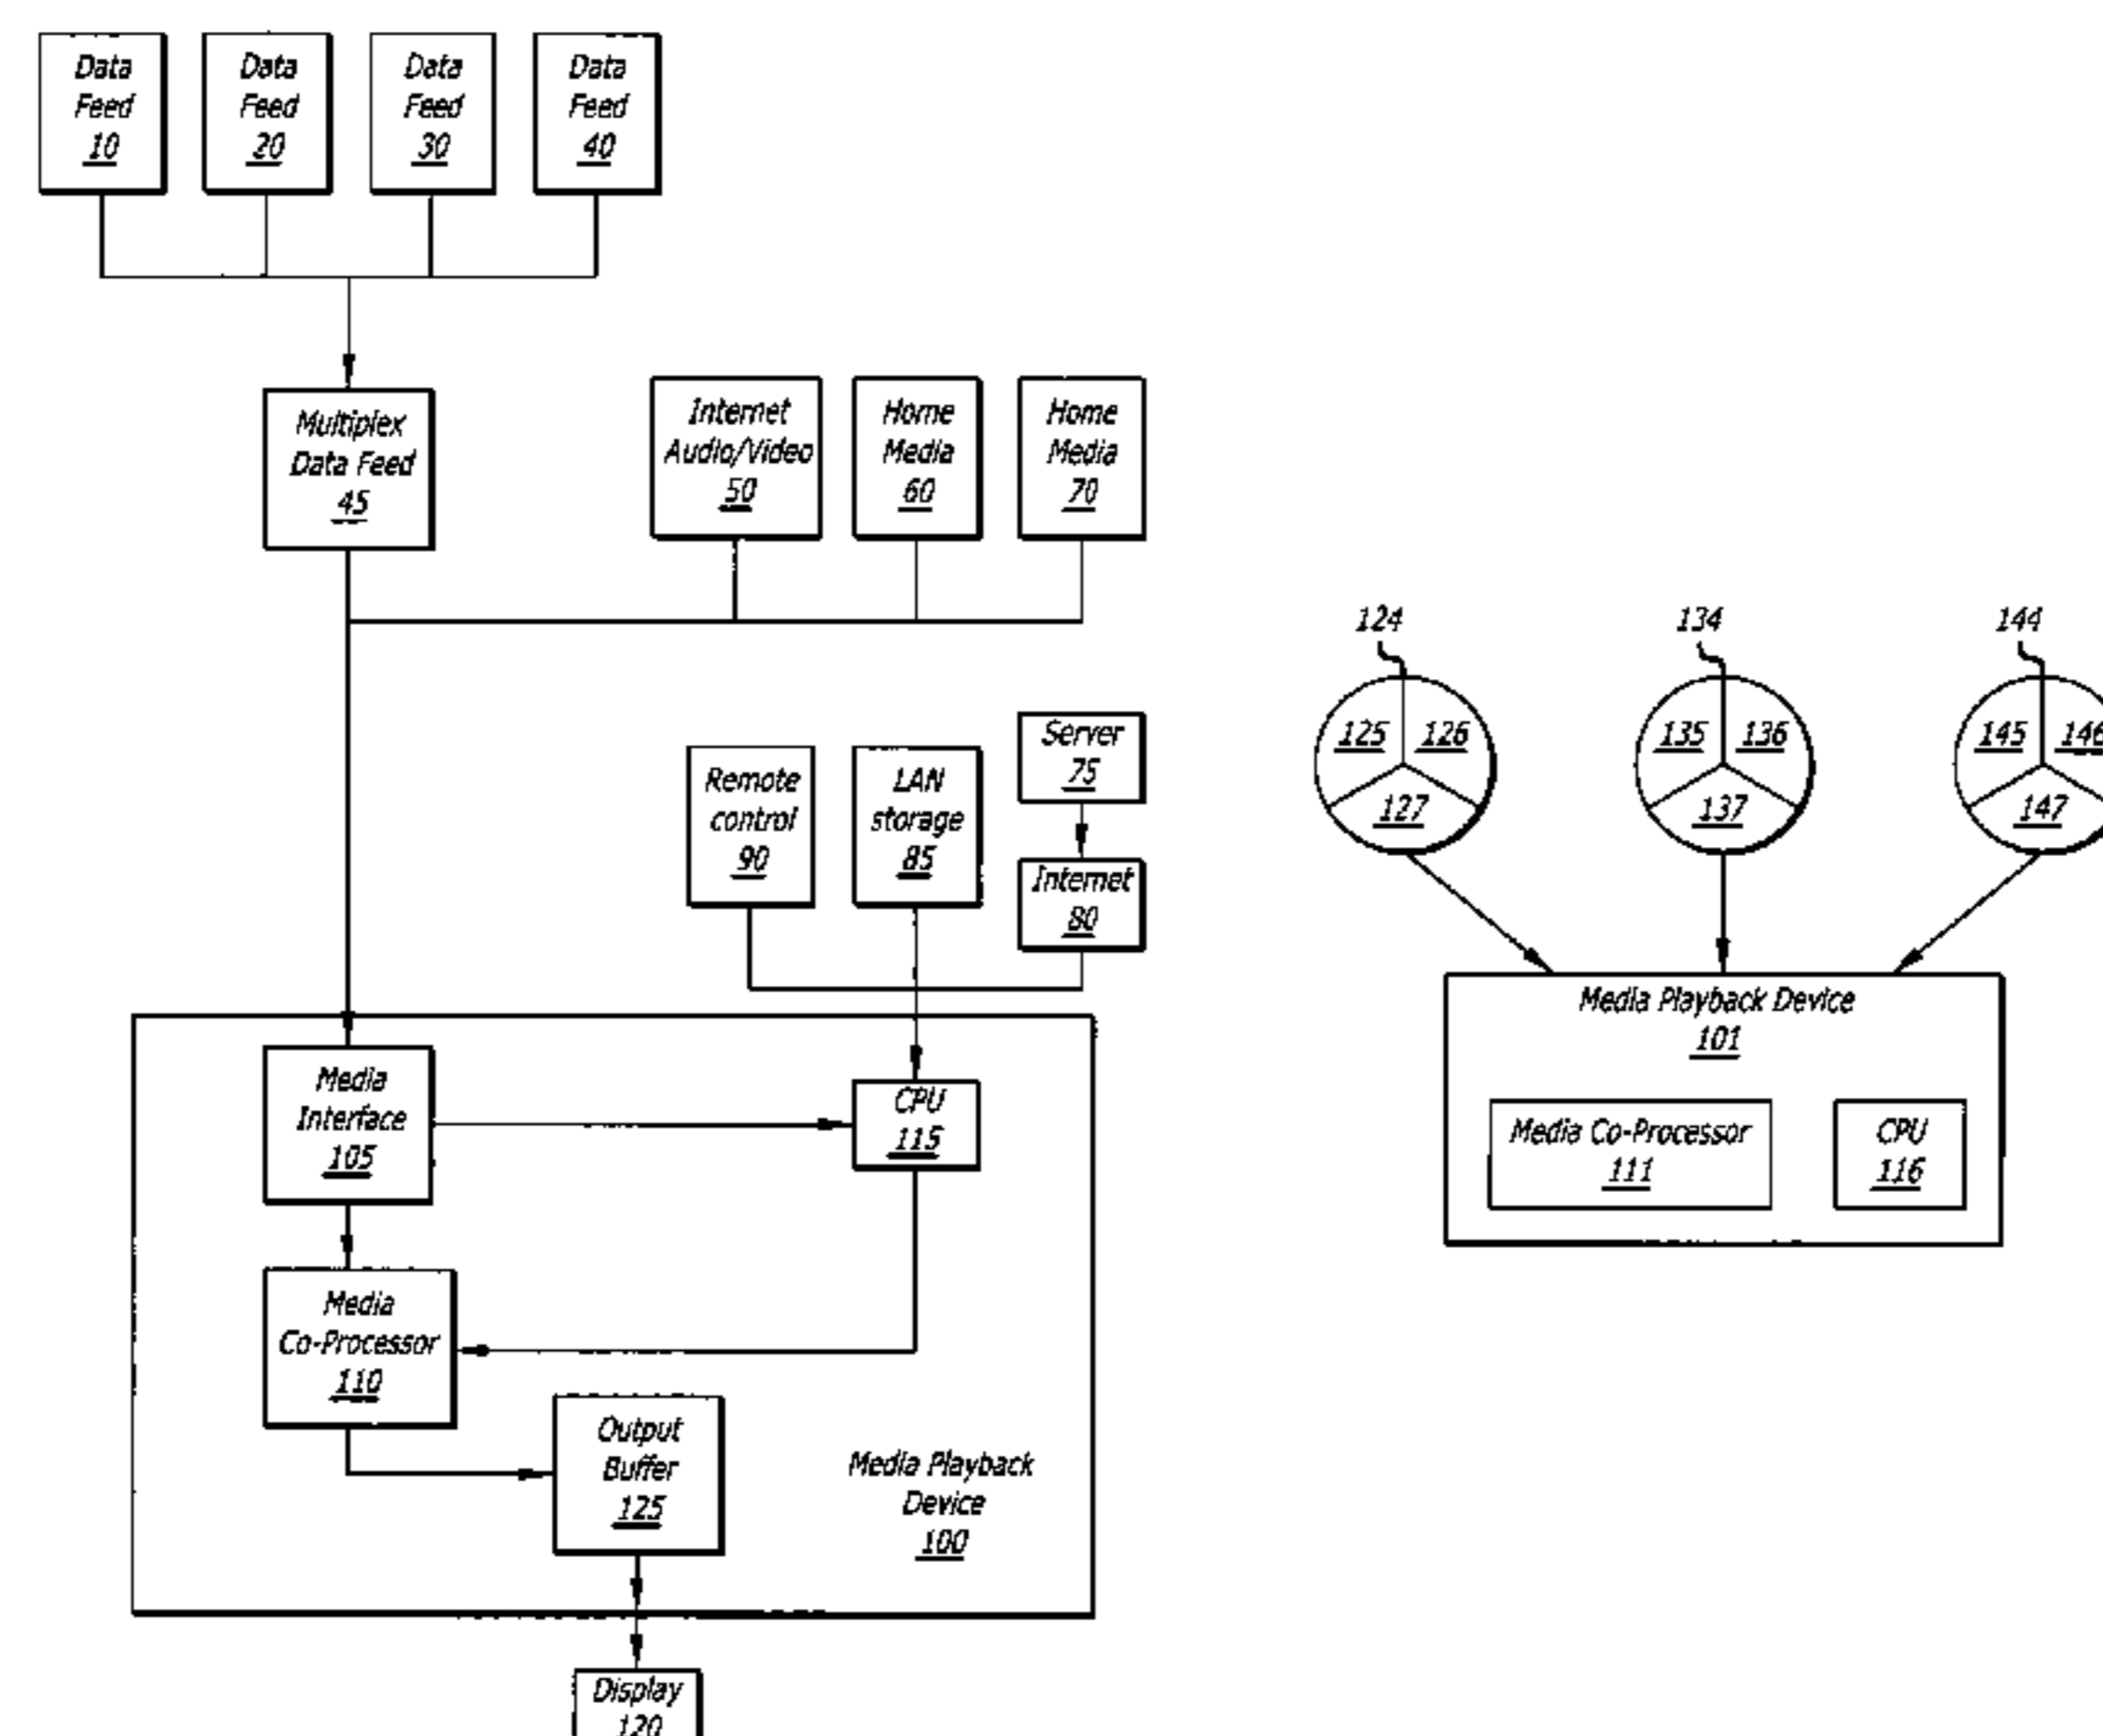 Data
Feed
10
Data
Feed
20
Data
Feed
30
Data
Feed
40
Multiplex
Data Feed
45
Internet
Audio/Video
50
Home
Media
60
Home
Media
70
Remote
control
90
LAN
storage
85
Server
75
Internet
80
Media
Interface
105
CPU
115
Media
Co-Processor
110
Output
Buffer
125
Media Playback
Device
100
Display
120
124
125
126
127
134
135
136
137
144
145
146
147
Media Playback Device
101
Media Co-Processor
111
CPU
116